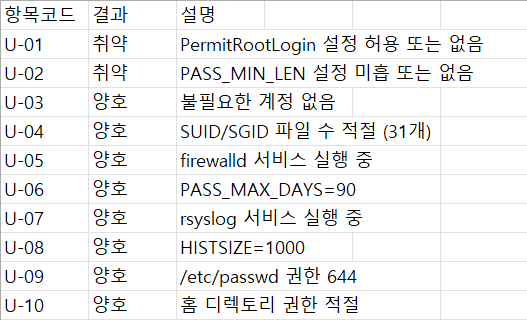 항목코드 결과 설명
U-01 취약 PermitRootLogin 설정 허용 또는 없음
U-02 취약 PASS_MIN_LEN 설정 미흡 또는 없음
U-03 양호 불필요한 계정 없음
U-04 양호 SUID/SGID 파일 수 적절 (31개)
U-05 양호 firewalld 서비스 실행 중
U-06 양호 PASS_MAX_DAYS=90
U-07 양호 rsyslog 서비스 실행 중
U-08 양호 HISTSIZE=1000
U-09 양호 /etc/passwd 권한 644
U-10 양호 홈 디렉토리 권한 적절